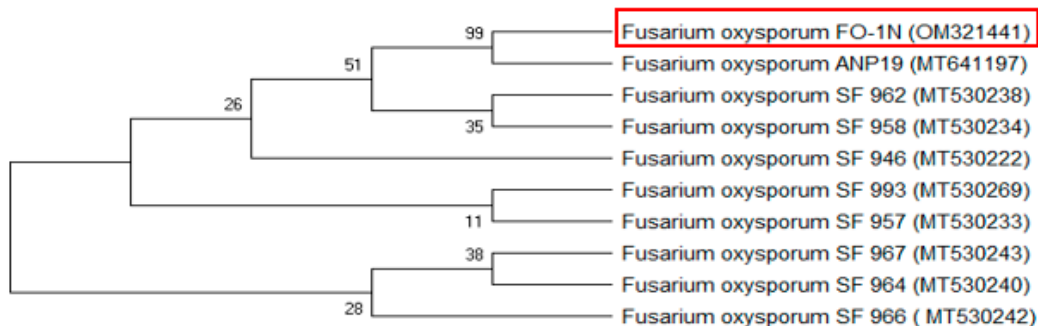 99
Fusarium oxysporum FO-1N (OM321441)
Fusarium oxysporum ANP19 (MT641197)
51
Fusarium oxysporum SF 962 (MT530238)
26
35
Fusarium oxysporum SF 958 (MT530234)
Fusarium oxysporum SF 946 (MT530222)
Fusarium oxysporum SF 993 (MT530269)
11
Fusarium oxysporum SF 957 (MT530233)
38
Fusarium oxysporum SF 967 (MT530243)
Fusarium oxysporum SF 964 (MT530240)
28
Fusarium oxysporum SF 966 ( MT530242)